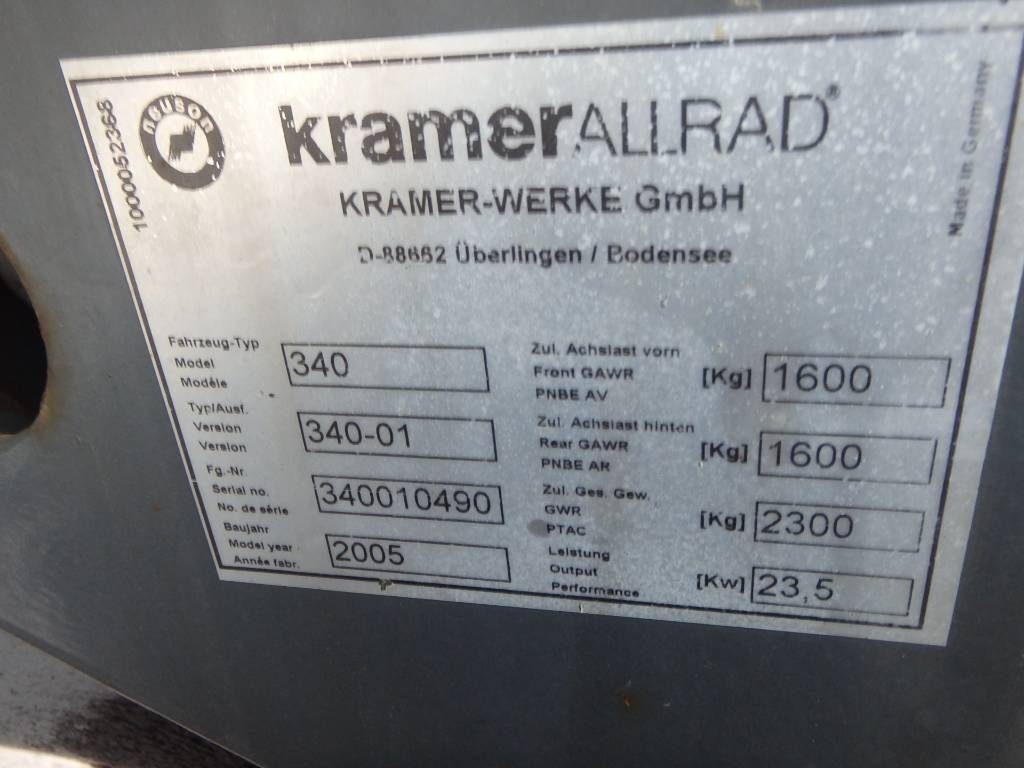 1000052368
neuson
kramerALLRAD®
KRAMER-WERKE GmbH
D-88662 Überlingen / Bodensee
Made in Germany
Fahrzeug-Typ
Model
Modèle
340
Typ/Ausf.
Version
Version
340-01
Fg.-Nr.
Serial no.
No. de série
340010490
Baujahr
Model year
Année fabr.
2005
Zul. Achslast vorn
Front GAWR
PNBE AV
[Kg] 1600
Zul. Achslast hinten
Rear GAWR
PNBE AR
[Kg] 1600
Zul. Ges. Gew.
GWR
PTAC
[Kg] 2300
Leistung
Output
Performance
[Kw] 23,5